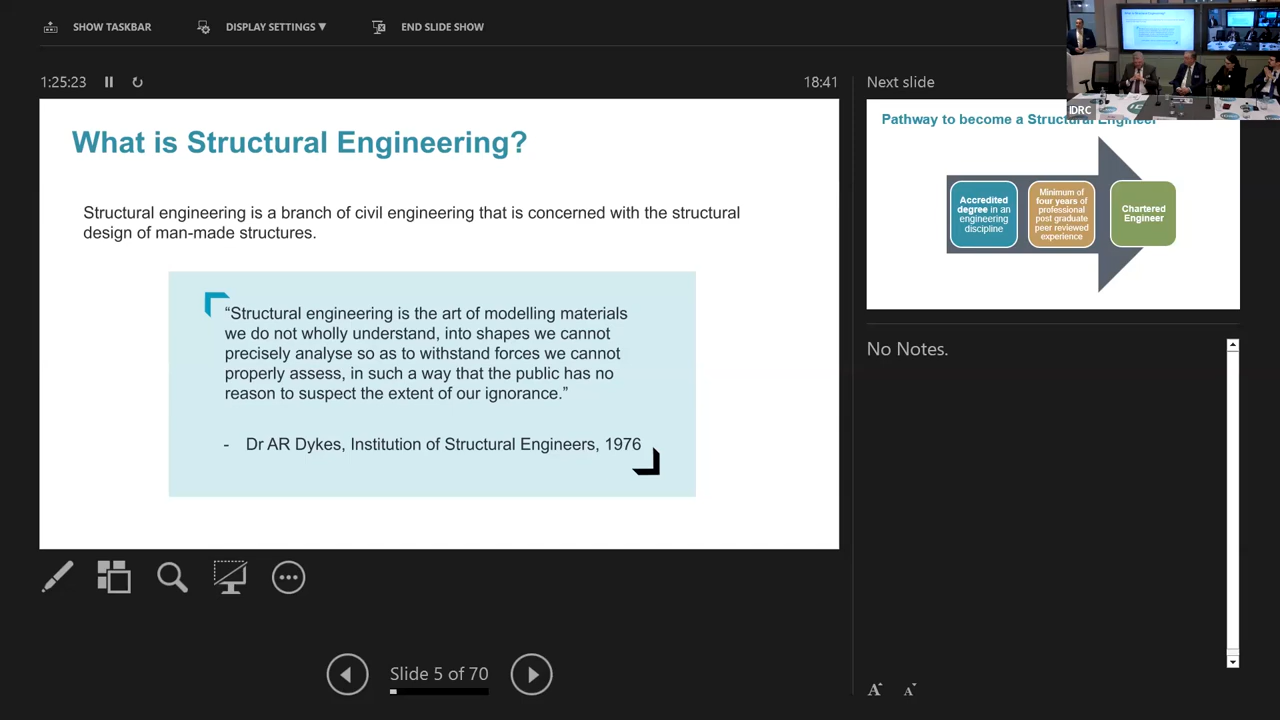 SHOW TASKBAR
DISPLAY SETTINGS ▼
END SLIDE SHOW
1:25:23
18:41
Next slide
What is Structural Engineering?
Structural engineering is a branch of civil engineering that is concerned with the structural
design of man-made structures.
“Structural engineering is the art of modelling materials
we do not wholly understand, into shapes we cannot
precisely analyse so as to withstand forces we cannot
properly assess, in such a way that the public has no
reason to suspect the extent of our ignorance.”
- Dr AR Dykes, Institution of Structural Engineers, 1976
IDRC
Pathway to become a Structural Engineer
Accredited
degree in an
engineering
discipline
Minimum of
four years of
professional
post graduate
peer reviewed
experience
Chartered
Engineer
No Notes.
Slide 5 of 70
A A